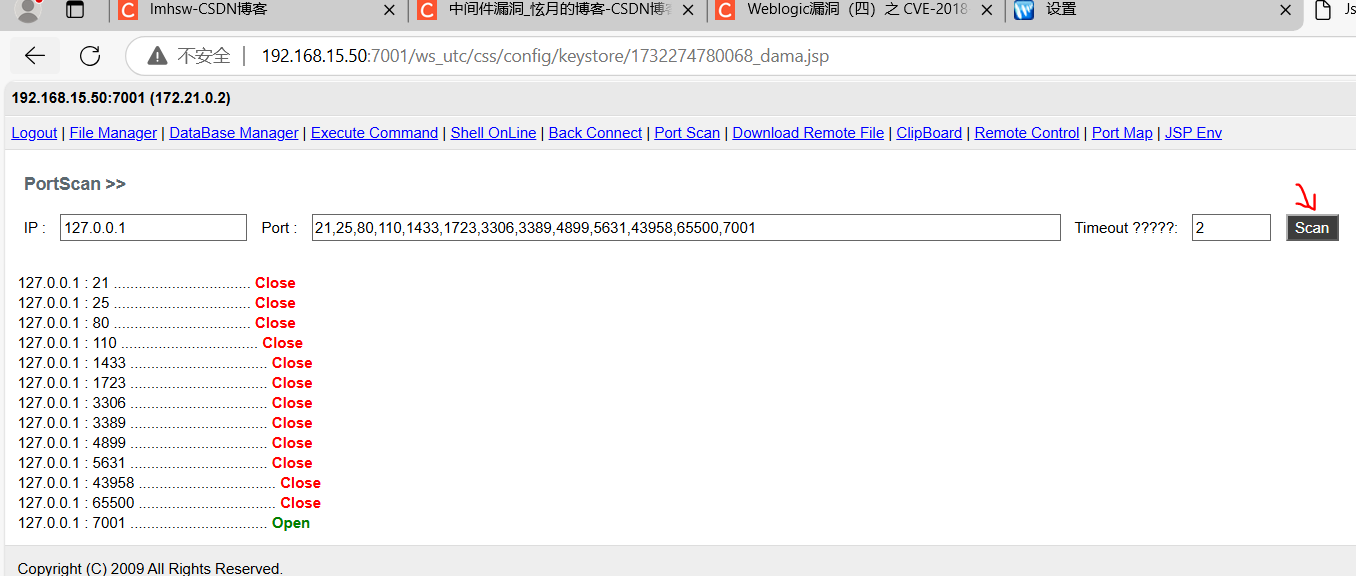 lmhsw-CSDN博客 中间件漏洞_怰月的博客-CSDN博客 Weblogic漏洞（四）之 CVE-2018 设置 Js
不安全 192.168.15.50:7001/ws_utc/css/config/keystore/1732274780068_dama.jsp
192.168.15.50:7001 (172.21.0.2)
Logout | File Manager | DataBase Manager | Execute Command | Shell OnLine | Back Connect | Port Scan | Download Remote File | ClipBoard | Remote Control | Port Map | JSP Env
PortScan >>
IP : 127.0.0.1 Port : 21,25,80,110,1433,1723,3306,3389,4899,5631,43958,65500,7001 Timeout ?????: 2 Scan
127.0.0.1 : 21 ................................. Close
127.0.0.1 : 25 ................................. Close
127.0.0.1 : 80 ................................. Close
127.0.0.1 : 110 ................................. Close
127.0.0.1 : 1433 ................................. Close
127.0.0.1 : 1723 ................................. Close
127.0.0.1 : 3306 ................................. Close
127.0.0.1 : 3389 ................................. Close
127.0.0.1 : 4899 ................................. Close
127.0.0.1 : 5631 ................................. Close
127.0.0.1 : 43958 ................................. Close
127.0.0.1 : 65500 ................................. Close
127.0.0.1 : 7001 ................................. Open
Copyright (C) 2009 All Rights Reserved.